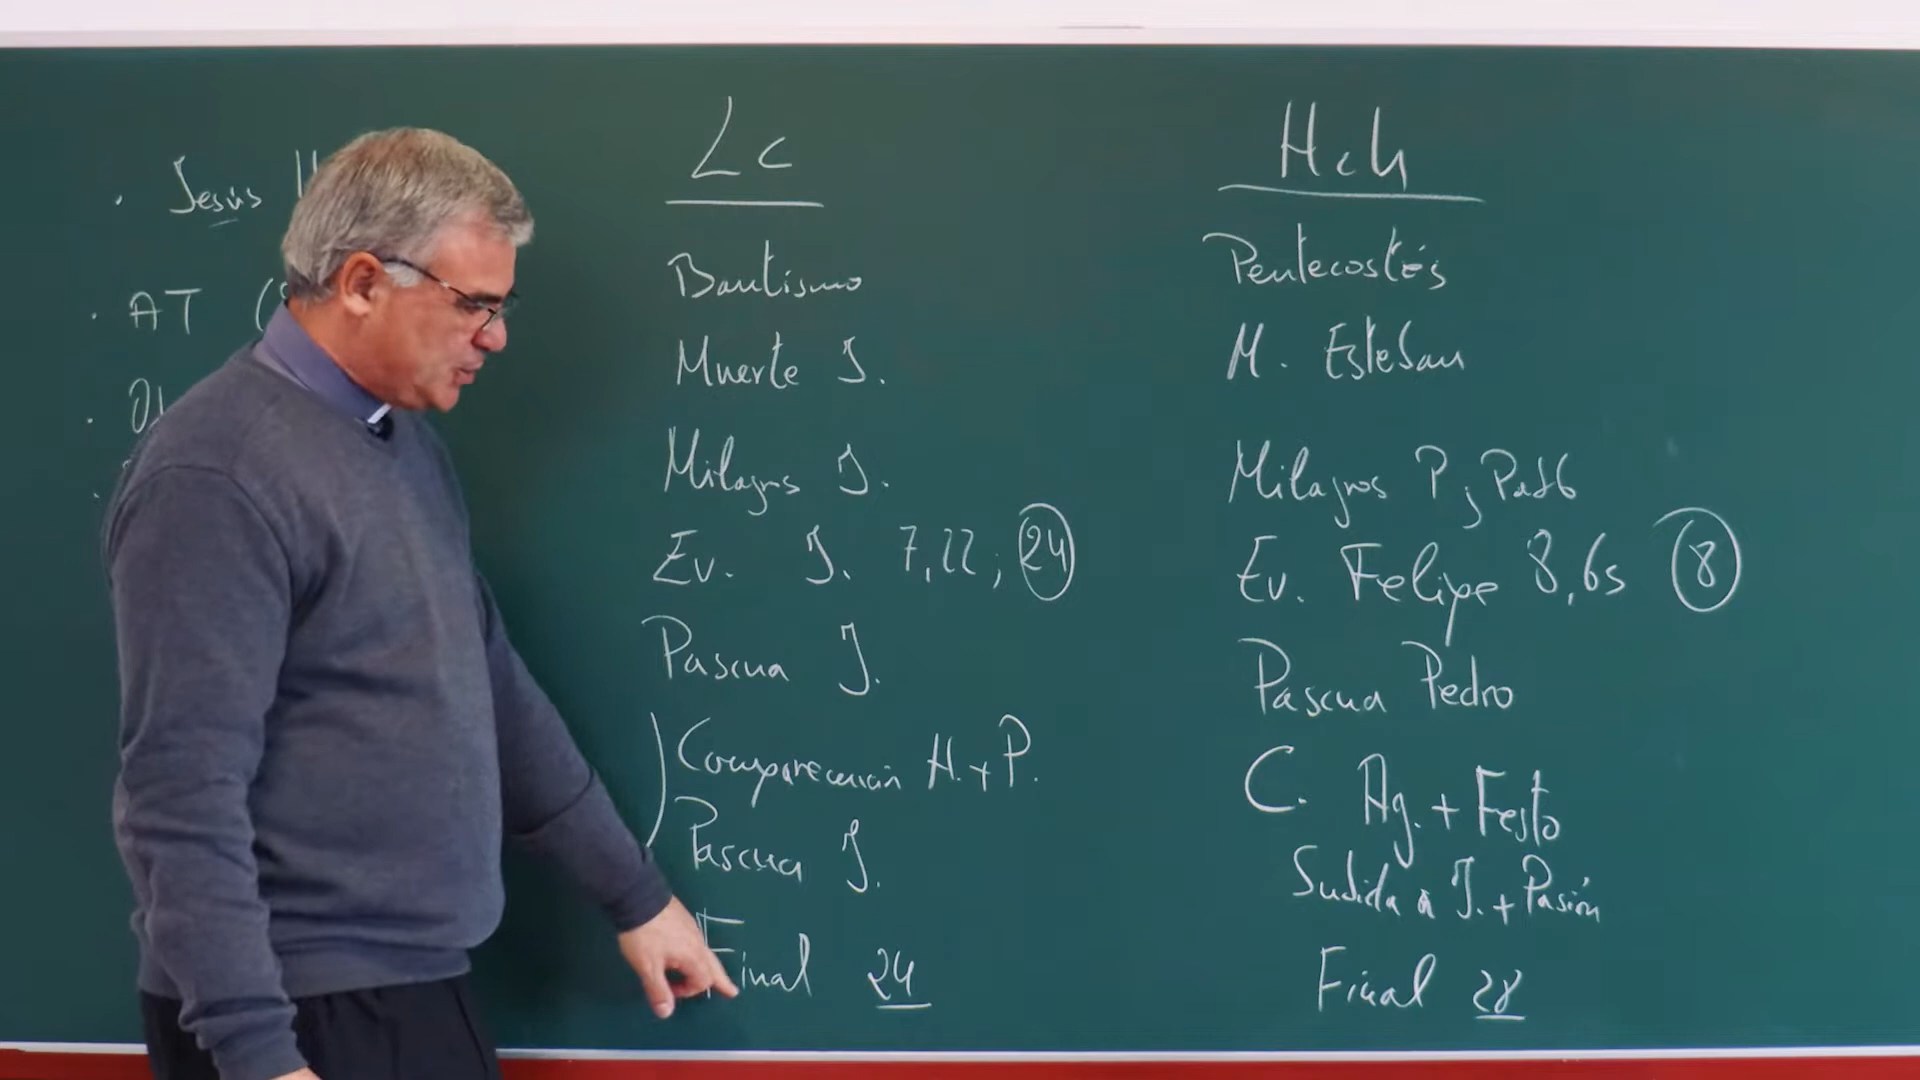 · Jesús
· AT (
·
·
Lc
Bautismo
Muerte J.
Milagros J.
Ev. J. 7,22; 24
Pascua J.
Comparecencia H. y P.
Pascua J.
Final 24
Hch
Pentecostés
M. Esteban
Milagros P; Pablo
Ev. Felipe 8,6s 8
Pascua Pedro
C. Ag. + Festo
Subida a J. + Pasión
Final 28